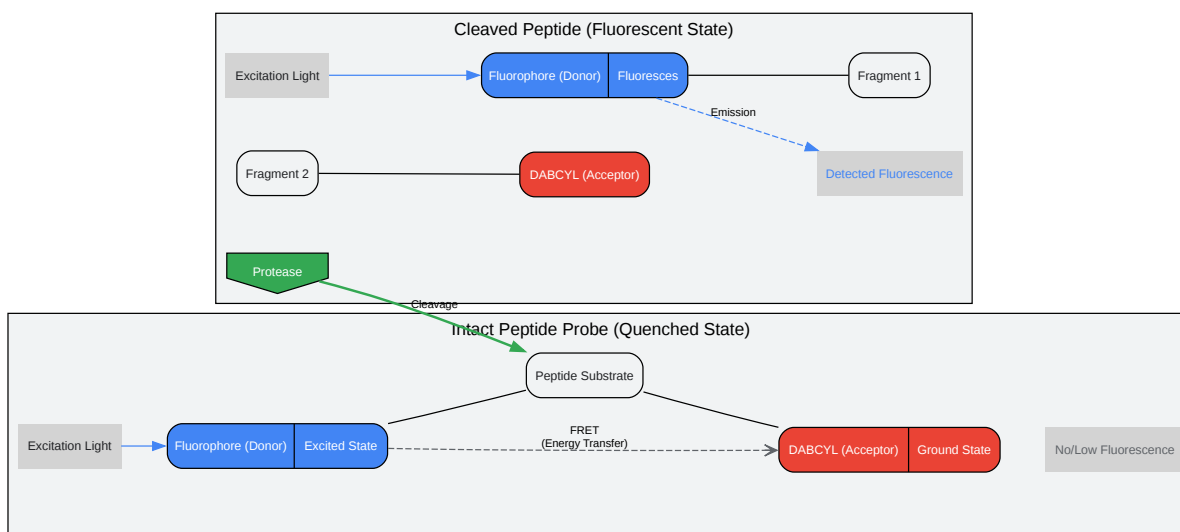 Cleaved Peptide (Fluorescent State)
Excitation Light
Fluorophore (Donor)
Fluoresces
Fragment 1
Emission
Fragment 2
DABCYL (Acceptor)
Detected Fluorescence
Protease
Cleavage
Intact Peptide Probe (Quenched State)
Peptide Substrate
Excitation Light
Fluorophore (Donor)
Excited State
FRET
(Energy Transfer)
DABCYL (Acceptor)
Ground State
No/Low Fluorescence